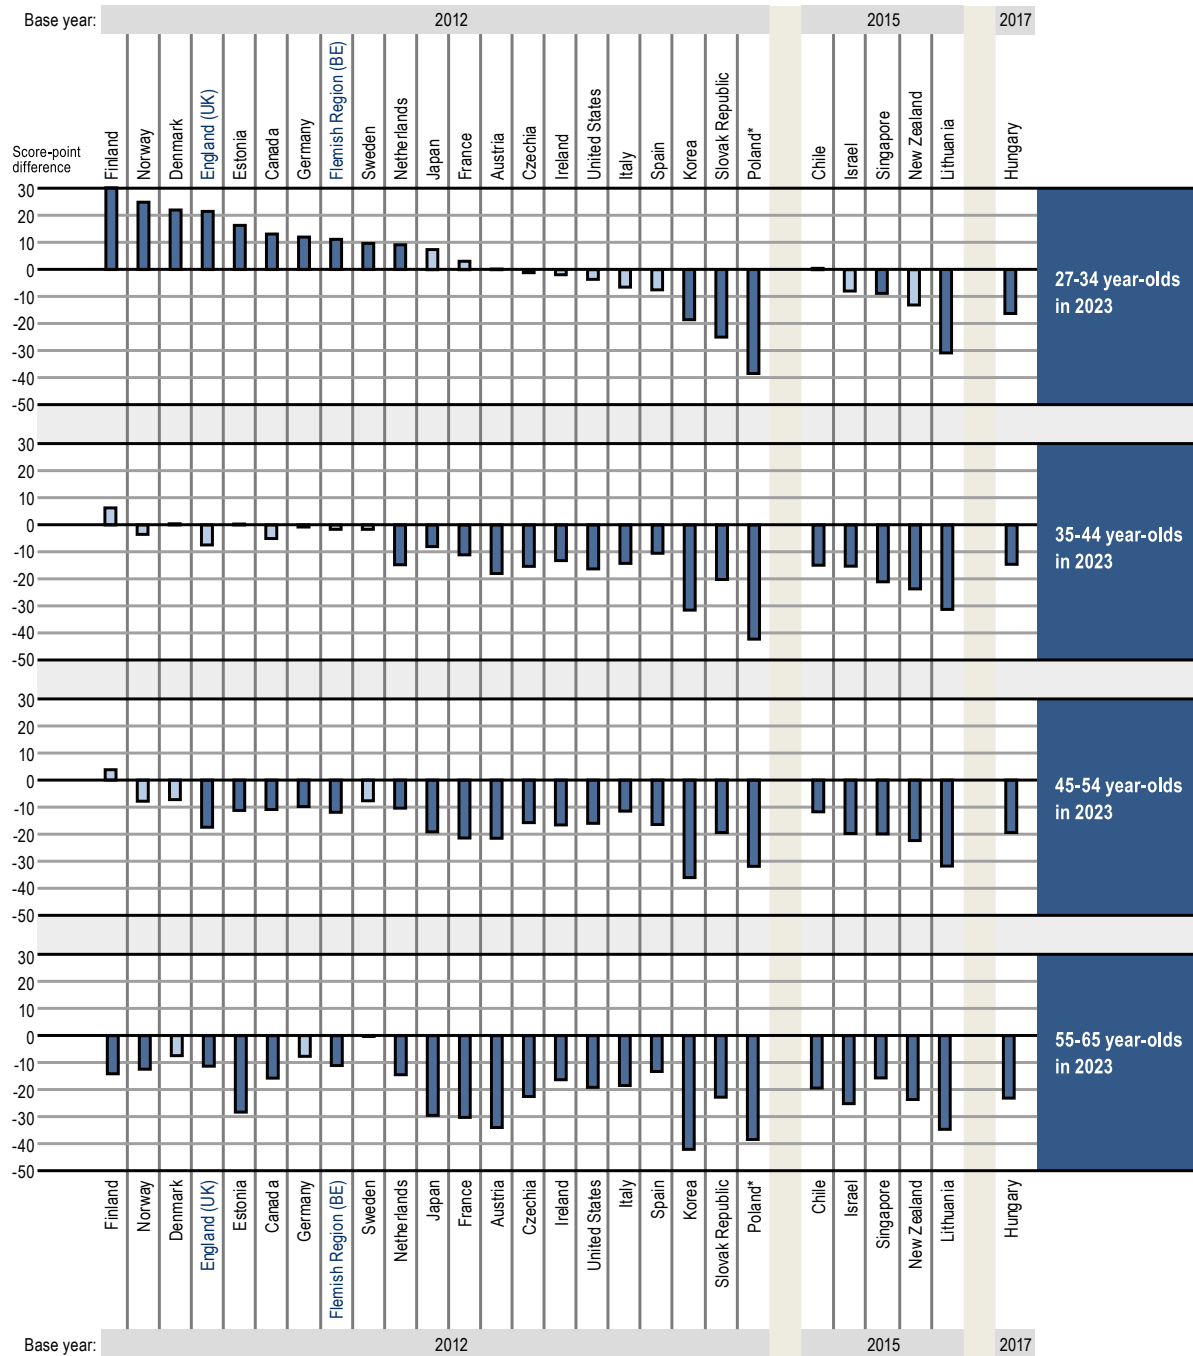 Base year:
2012
2015
2017
Score-point
difference
Finland
Norway
Denmark
England (UK)
Estonia
Canada
Germany
Flemish Region (BE)
Sweden
Netherlands
Japan
France
Austria
Czechia
Ireland
United States
Italy
Spain
Korea
Slovak Republic
Poland*
Chile
Israel
Singapore
New Zealand
Lithuania
Hungary
30
20
10
0
-10
-20
-30
-40
-50
27-34 year-olds
in 2023
30
20
10
0
-10
-20
-30
-40
-50
35-44 year-olds
in 2023
30
20
10
0
-10
-20
-30
-40
-50
45-54 year-olds
in 2023
30
20
10
0
-10
-20
-30
-40
-50
55-65 year-olds
in 2023
Finland
Norway
Denmark
England (UK)
Estonia
Canada
Germany
Flemish Region (BE)
Sweden
Netherlands
Japan
France
Austria
Czechia
Ireland
United States
Italy
Spain
Korea
Slovak Republic
Poland*
Chile
Israel
Singapore
New Zealand
Lithuania
Hungary
Base year:
2012
2015
2017